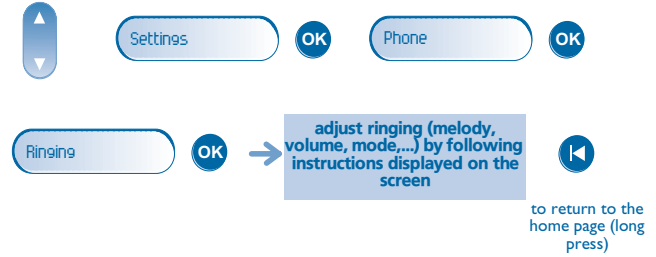 Settings
OK
Phone
OK
Ringing
OK
adjust ringing (melody,
volume, mode,...) by following
instructions displayed on the
screen
to return to the
home page (long
press)